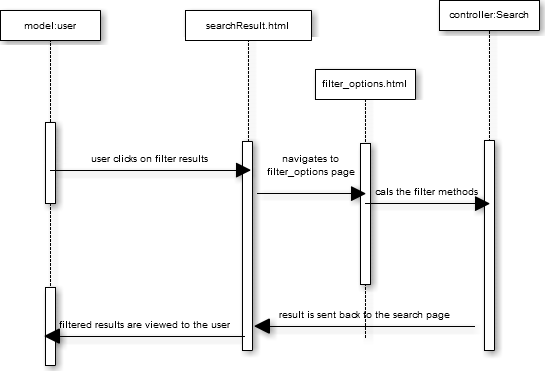 model:user
searchResult.html
controller:Search
filter_options.html
user clicks on filter results
navigates to
filter_options page
cals the filter methods
result is sent back to the search page
filtered results are viewed to the user